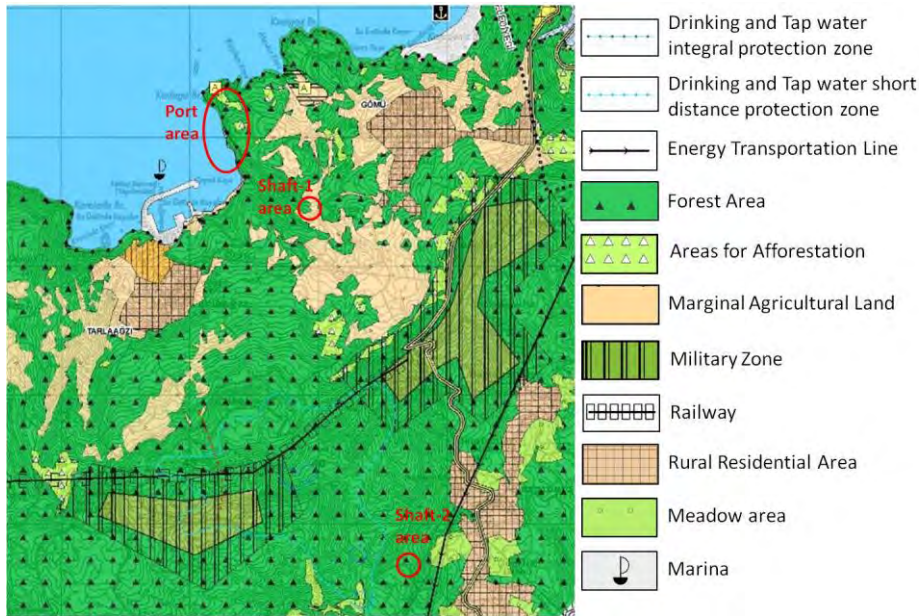 GÖMÜ
Port
area
Shaft-1
area
TARLAAĞZI
Shaft-2
area
Drinking and Tap water
integral protection zone
Drinking and Tap water short
distance protection zone
Energy Transportation Line
Forest Area
Areas for Afforestation
Marginal Agricultural Land
Military Zone
Railway
Rural Residential Area
Meadow area
Marina